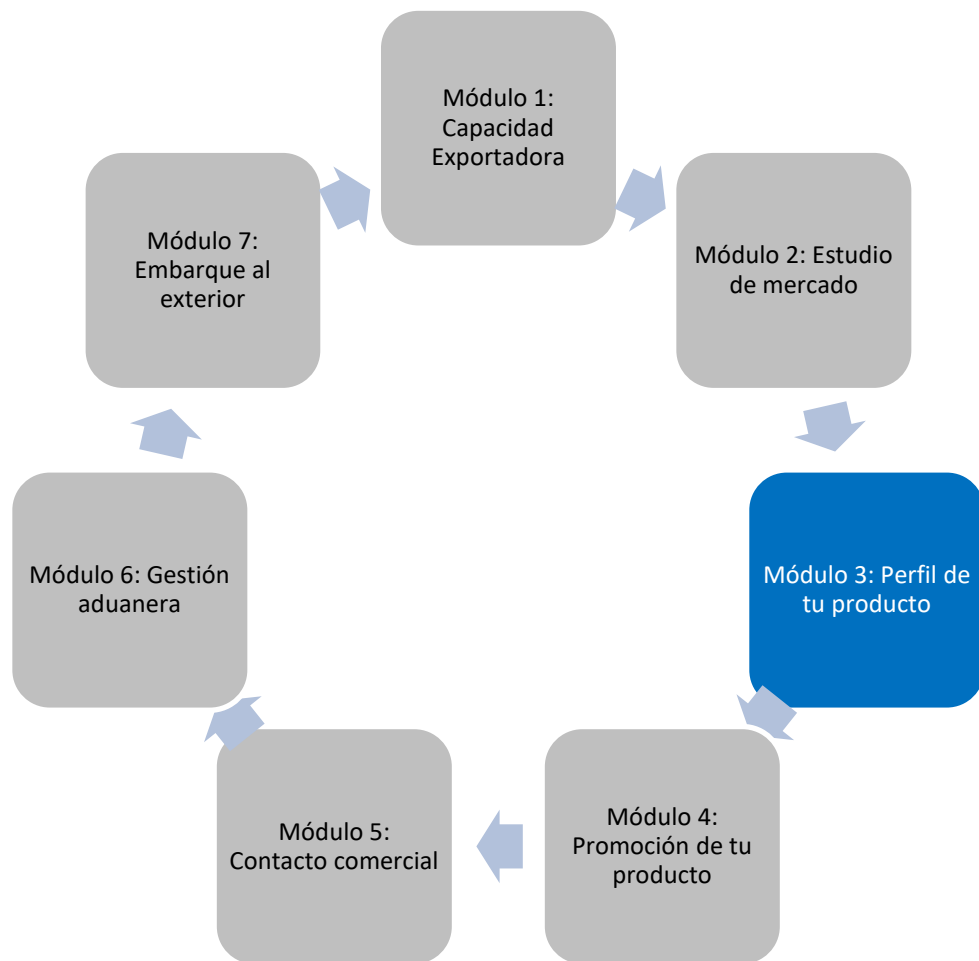 Módulo 1:
Capacidad
Exportadora
Módulo 2: Estudio
de mercado
Módulo 3: Perfil de
tu producto
Módulo 4:
Promoción de tu
producto
Módulo 5:
Contacto comercial
Módulo 6: Gestión
aduanera
Módulo 7:
Embarque al
exterior